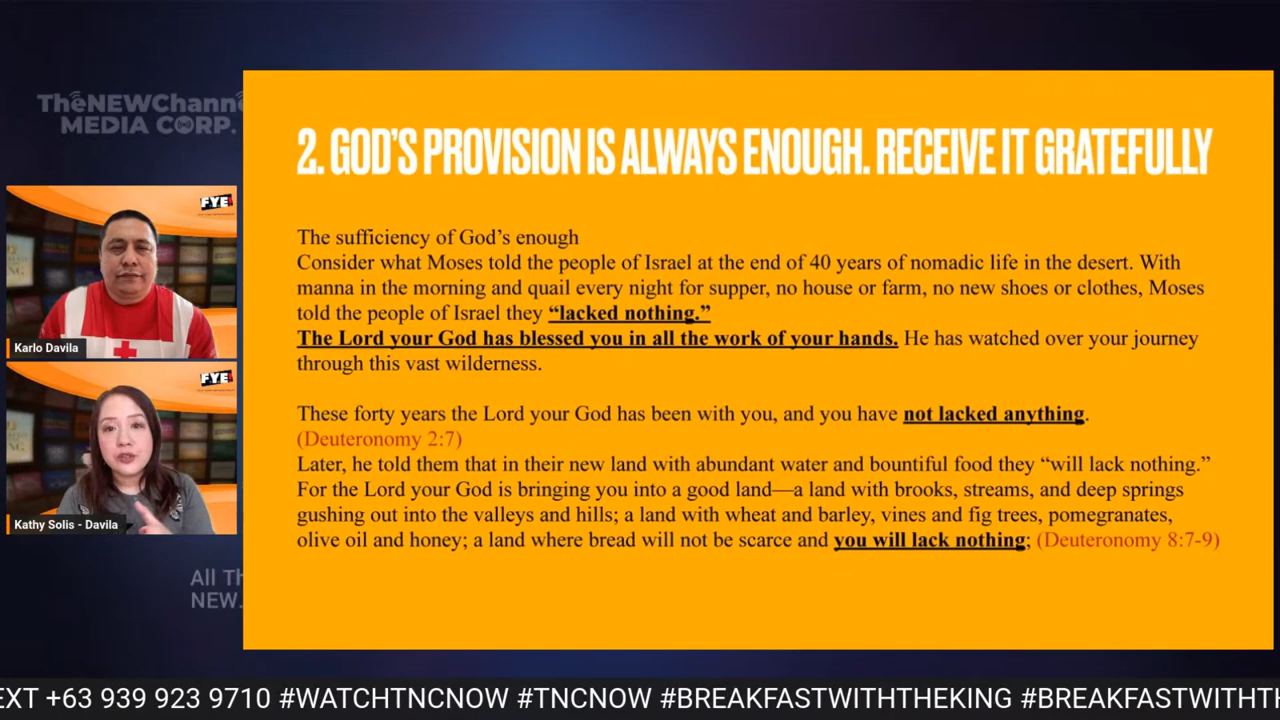 TheNEWChann
MEDIA CORP.
2. GOD'S PROVISION IS ALWAYS ENOUGH. RECEIVE IT GRATEFULLY
The sufficiency of God's enough
Consider what Moses told the people of Israel at the end of 40 years of nomadic life in the desert. With
manna in the morning and quail every night for supper, no house or farm, no new shoes or clothes, Moses
told the people of Israel they “lacked nothing.”
The Lord your God has blessed you in all the work of your hands. He has watched over your journey
through this vast wilderness.
These forty years the Lord your God has been with you, and you have not lacked anything.
(Deuteronomy 2:7)
Later, he told them that in their new land with abundant water and bountiful food they “will lack nothing.”
For the Lord your God is bringing you into a good land—a land with brooks, streams, and deep springs
gushing out into the valleys and hills; a land with wheat and barley, vines and fig trees, pomegranates,
olive oil and honey; a land where bread will not be scarce and you will lack nothing; (Deuteronomy 8:7-9)
FYE!
Karlo Davila
FYE!
Kathy Solis - Davila
All Th
NEW.
EXT +63 939 923 9710 #WATCHTNCNOW #TNCNOW #BREAKFASTWITHTHEKING #BREAKFASTWITHTH